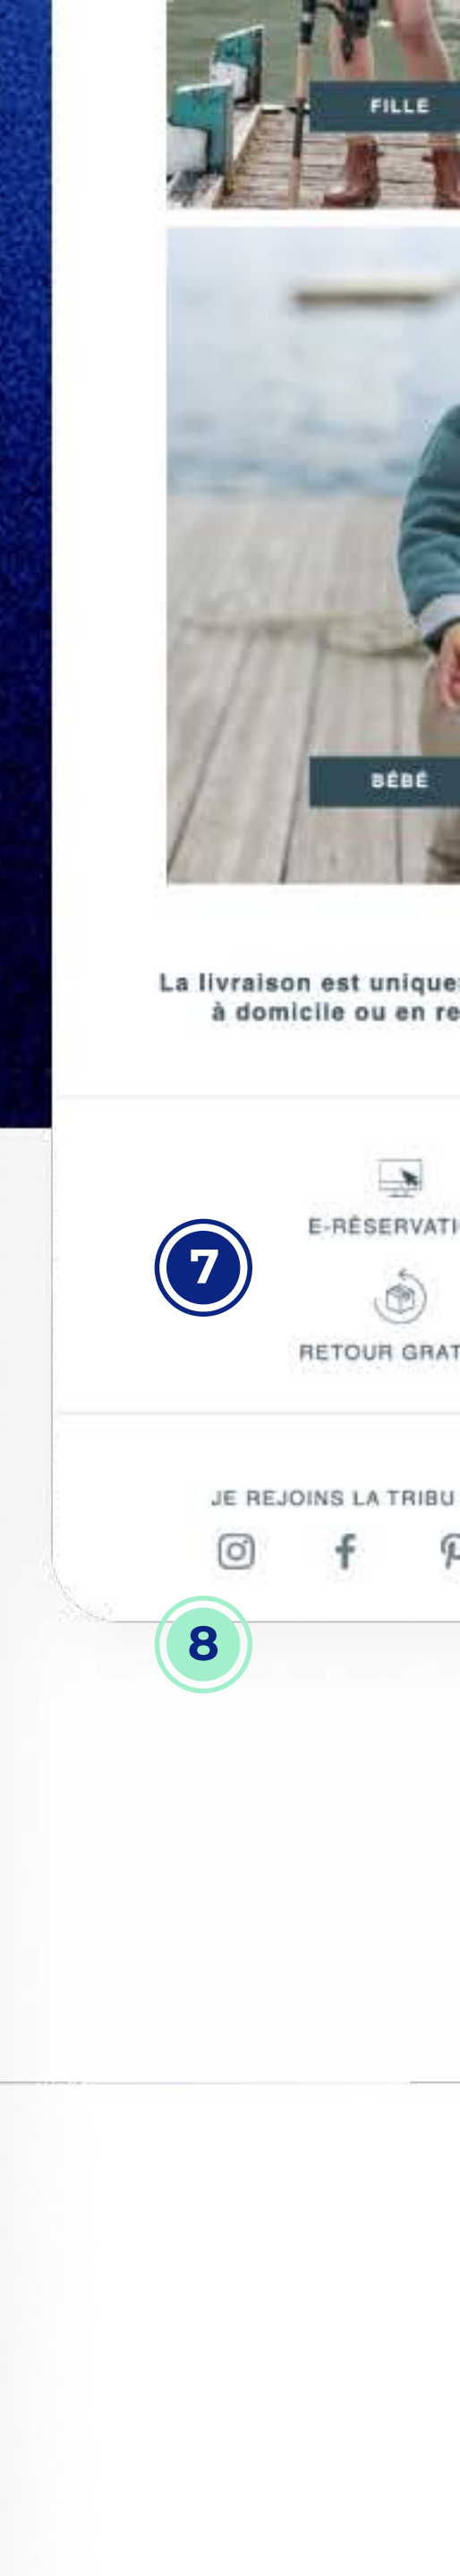 FILLE
BÉBÉ
La livraison est unique
à domicile ou en re
E-RÉSERVATI
7
RETOUR GRAT
JE REJOINS LA TRIBU
8